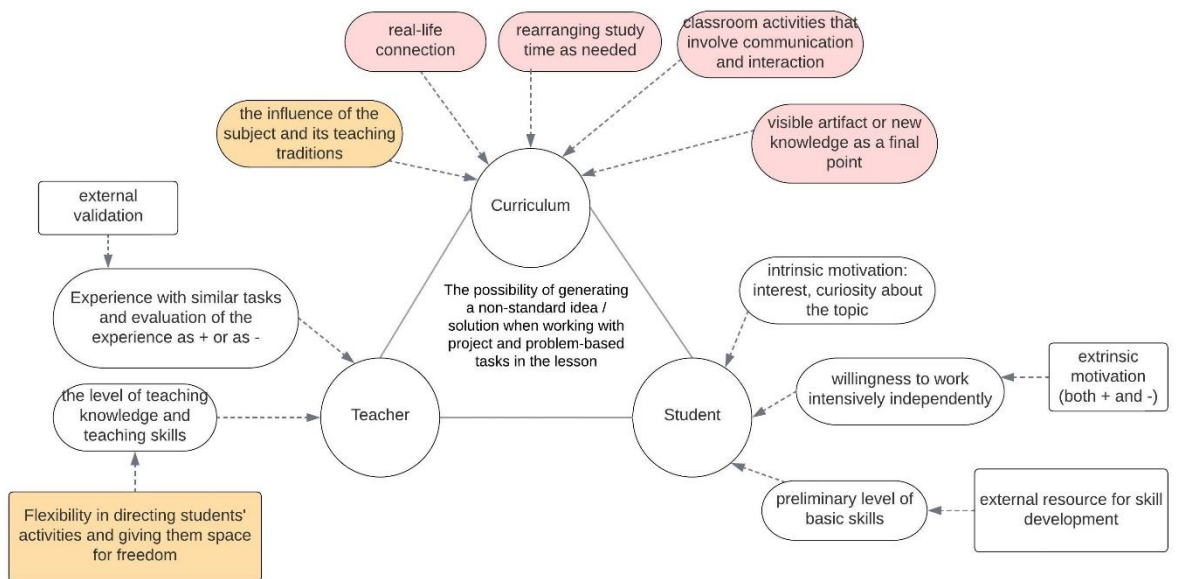 real-life
connection
rearranging study
time as needed
classroom activities that
involve communication
and interaction
the influence of the
subject and its teaching
traditions
visible artifact or new
knowledge as a final
point
external
validation
Curriculum
Experience with similar tasks
and evaluation of the
experience as + or as -
The possibility of generating
a non-standard idea /
solution when working with
project and problem-based
tasks in the lesson
intrinsic motivation:
interest, curiosity about
the topic
the level of teaching
knowledge and
teaching skills
Teacher
Student
willingness to work
intensively independently
extrinsic
motivation
(both + and -)
Flexibility in directing students'
activities and giving them space
for freedom
preliminary level of
basic skills
external resource for skill
development